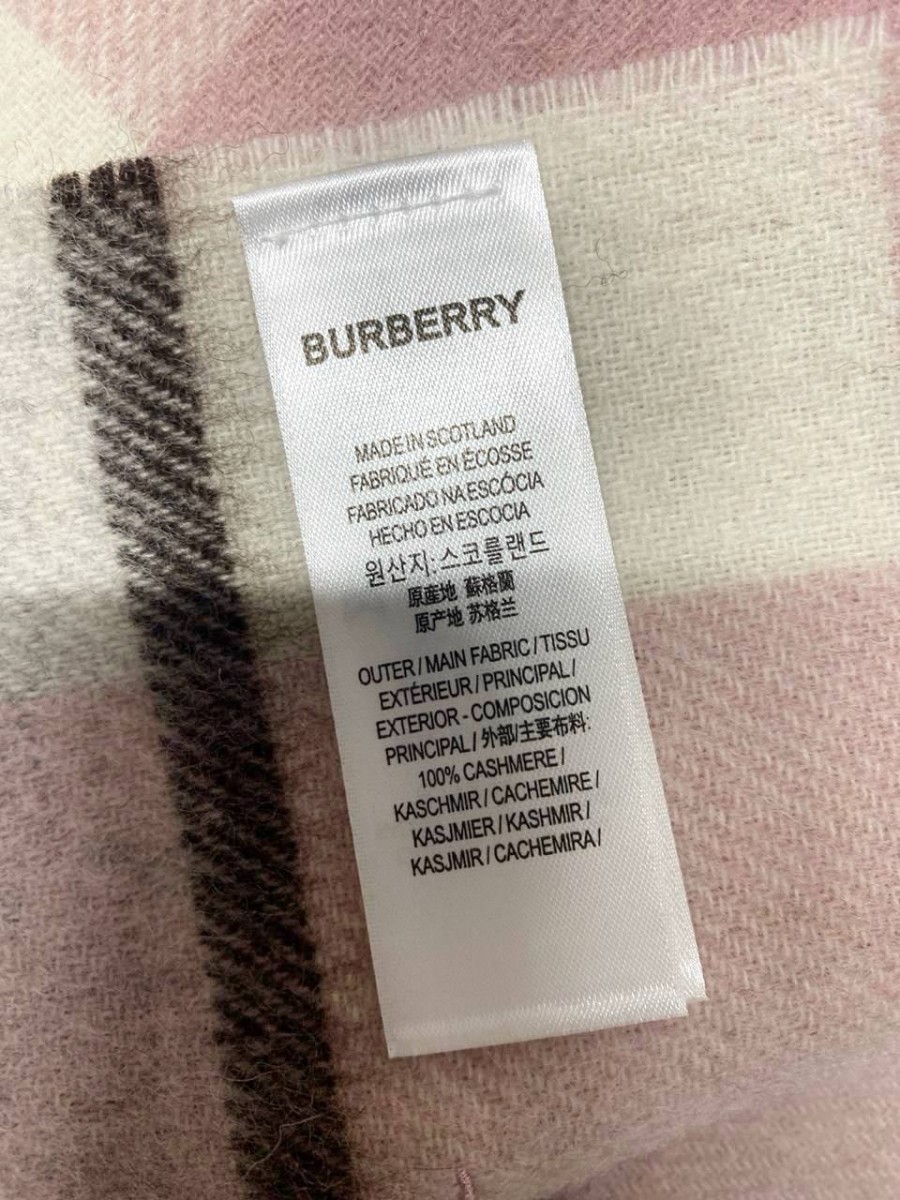 BURBERRY
MADE IN SCOTLAND
FABRIQUÉ EN ÉCOSSE
FABRICADO NA ESCÓCIA
HECHO EN ESCOCIA
원산지: 스코틀랜드
原產地 蘇格蘭
原产地 苏格兰
OUTER / MAIN FABRIC / TISSU
EXTÉRIEUR / PRINCIPAL /
EXTERIOR - COMPOSICION
PRINCIPAL / 外部/主要布料:
100% CASHMERE /
KASCHMIR / CACHEMIRE /
KASJMIER / KASHMIR /
KASJMIR / CACHEMIRA /